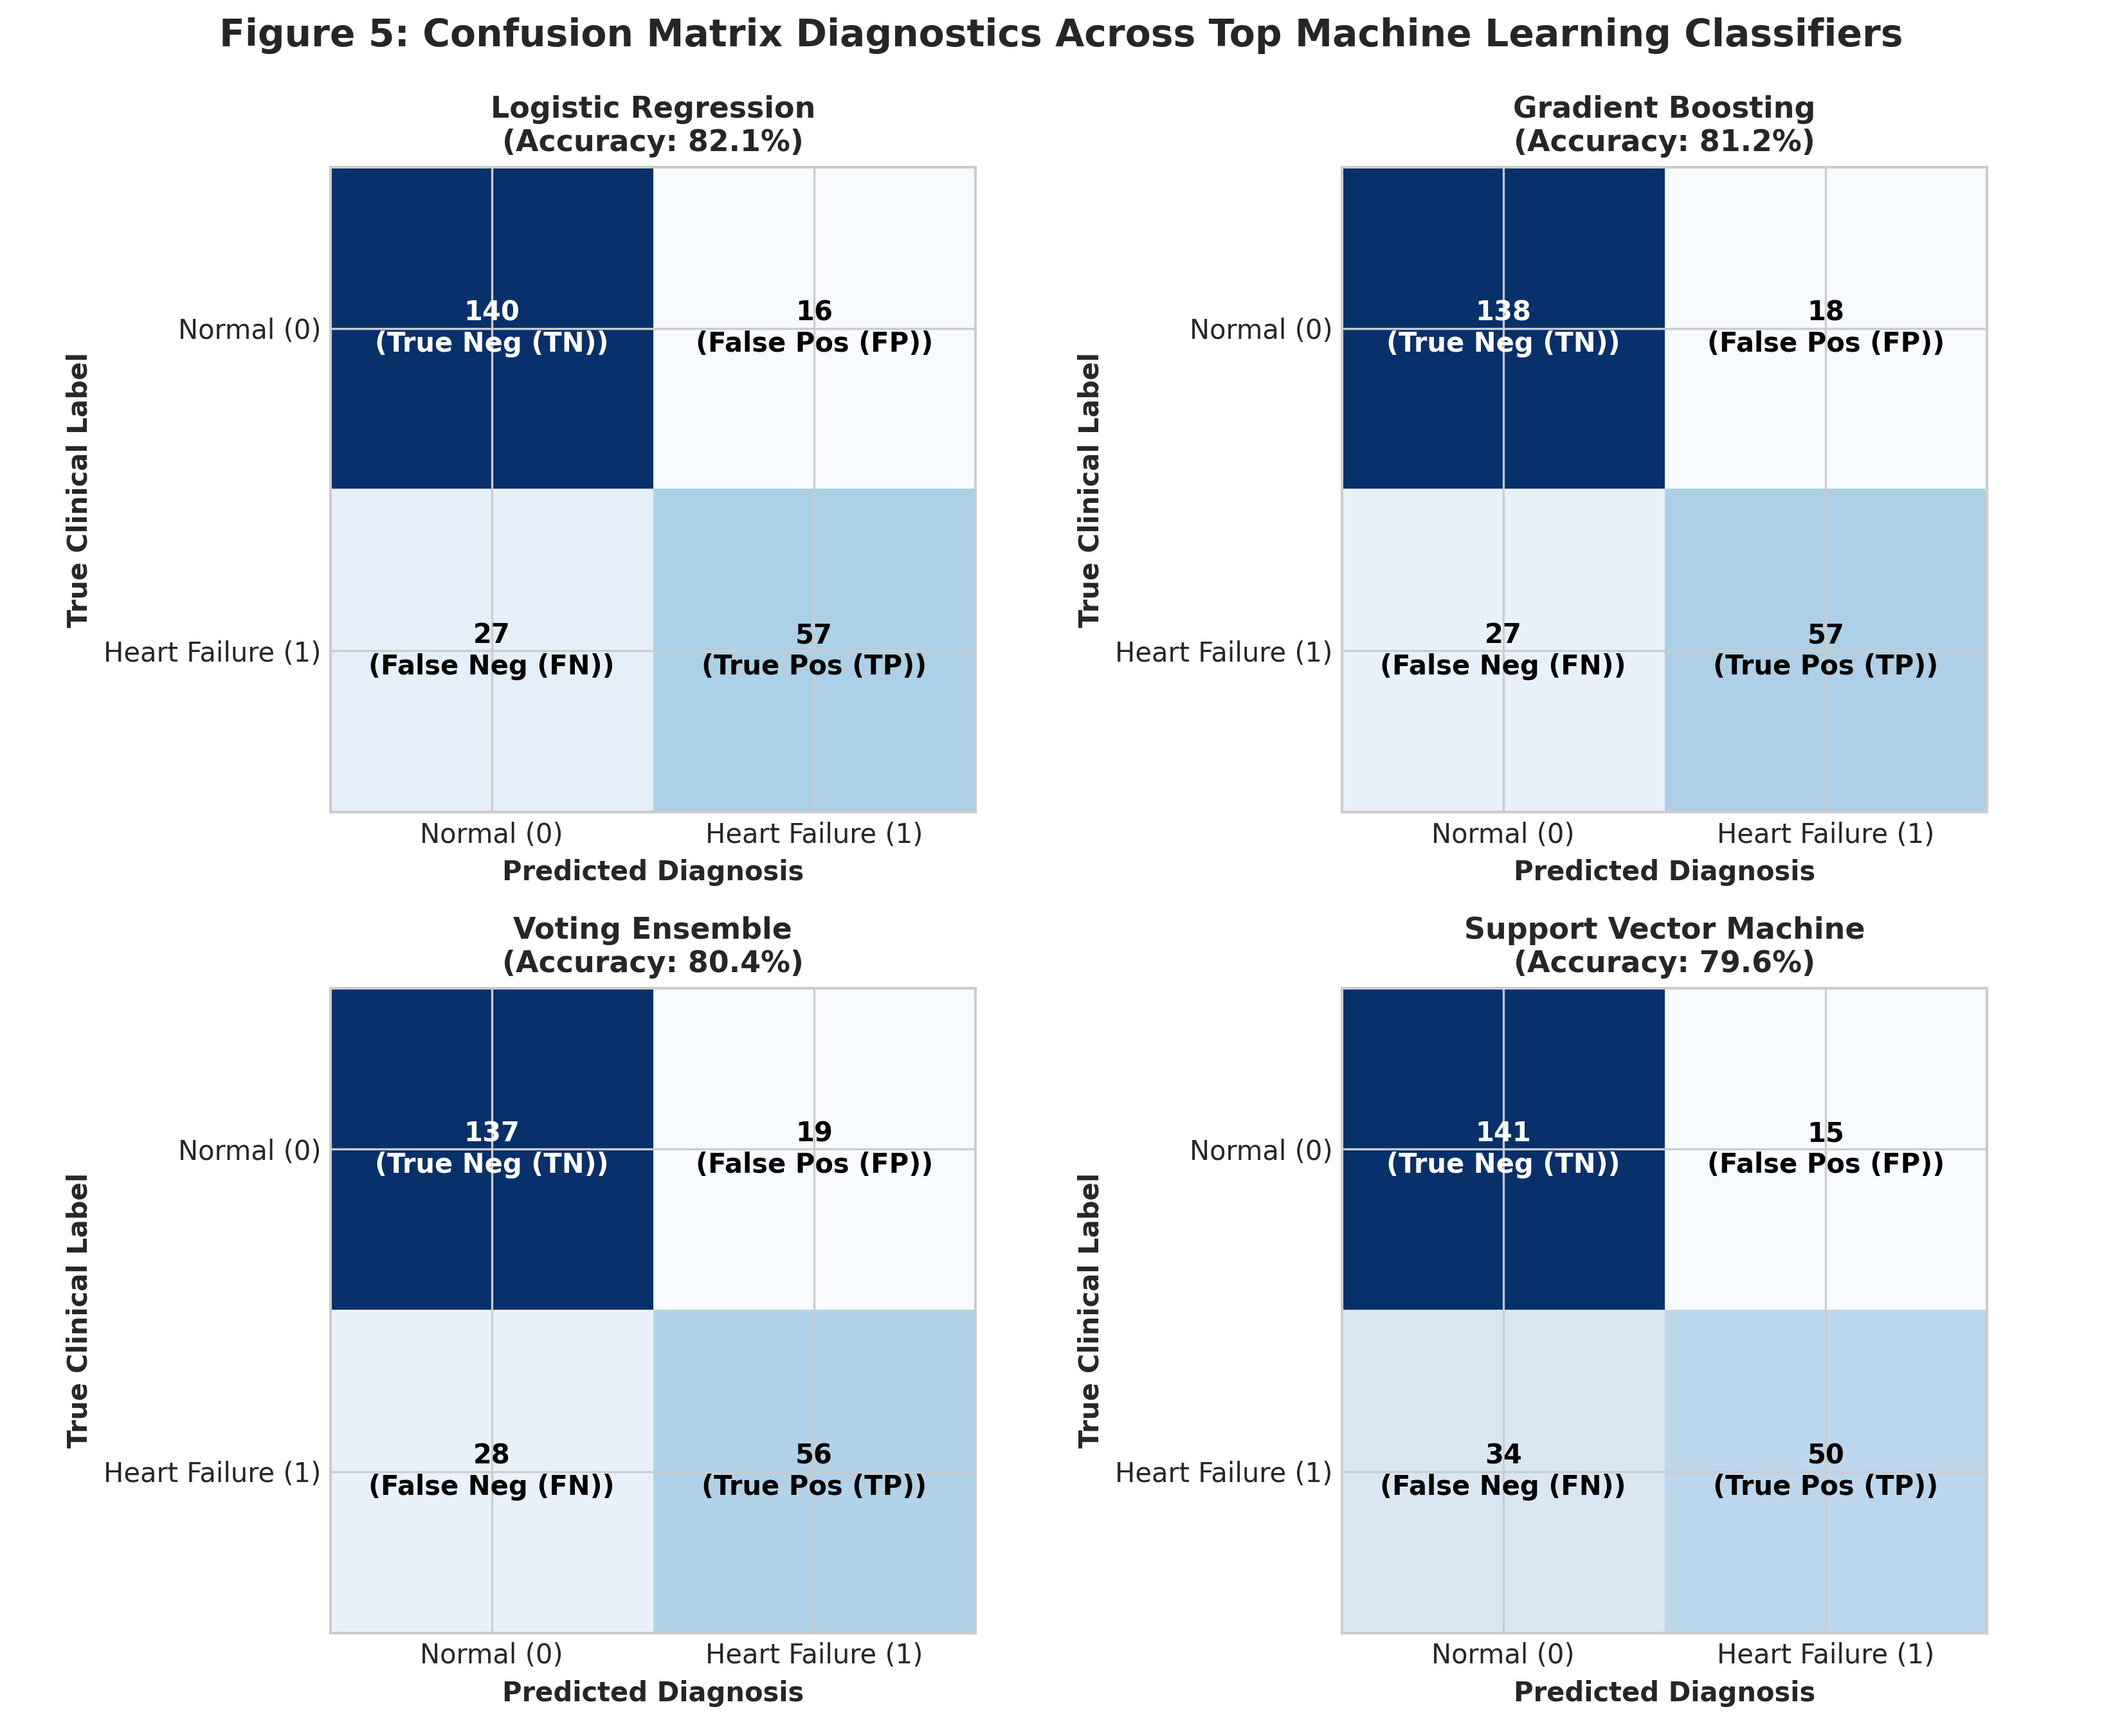 Figure 5: Confusion Matrix Diagnostics Across Top Machine Learning Classifiers
Logistic Regression
(Accuracy: 82.1%)
True Clinical Label
Normal (0)
140
(True Neg (TN))
16
(False Pos (FP))
Heart Failure (1)
27
(False Neg (FN))
57
(True Pos (TP))
Normal (0)
Heart Failure (1)
Predicted Diagnosis
Gradient Boosting
(Accuracy: 81.2%)
True Clinical Label
Normal (0)
138
(True Neg (TN))
18
(False Pos (FP))
Heart Failure (1)
27
(False Neg (FN))
57
(True Pos (TP))
Normal (0)
Heart Failure (1)
Predicted Diagnosis
Voting Ensemble
(Accuracy: 80.4%)
True Clinical Label
Normal (0)
137
(True Neg (TN))
19
(False Pos (FP))
Heart Failure (1)
28
(False Neg (FN))
56
(True Pos (TP))
Normal (0)
Heart Failure (1)
Predicted Diagnosis
Support Vector Machine
(Accuracy: 79.6%)
True Clinical Label
Normal (0)
141
(True Neg (TN))
15
(False Pos (FP))
Heart Failure (1)
34
(False Neg (FN))
50
(True Pos (TP))
Normal (0)
Heart Failure (1)
Predicted Diagnosis